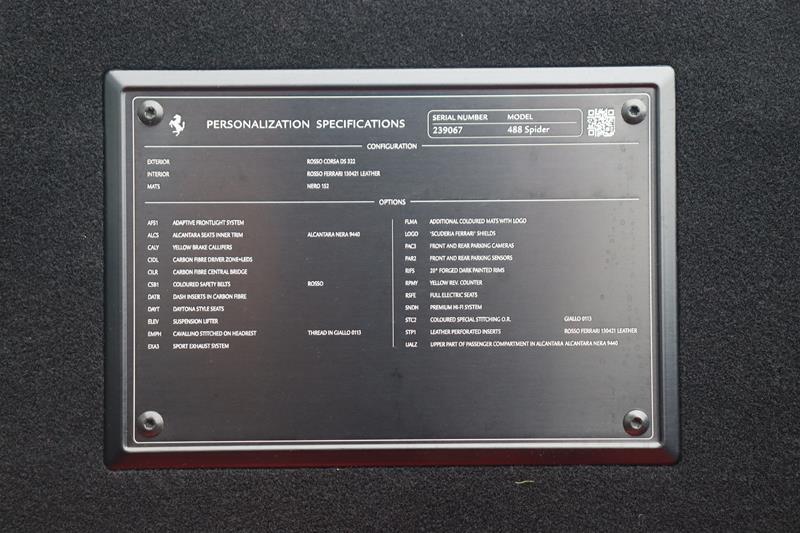 PERSONALIZATION SPECIFICATIONS
SERIAL NUMBER MODEL
239067 488 Spider
CONFIGURATION
EXTERIOR ROSSO CORSA DS 322
INTERIOR ROSSO FERRARI 130421 LEATHER
MATS NERO 152
OPTIONS
AFS1 ADAPTIVE FRONTLIGHT SYSTEM
ALCS ALCANTARA SEATS INNER TRIM ALCANTARA NERA 9440
CALY YELLOW BRAKE CALLIPERS
CIDL CARBON FIBRE DRIVER ZONE+LEDS
CILR CARBON FIBRE CENTRAL BRIDGE
CSB1 COLOURED SAFETY BELTS ROSSO
DATR DASH INSERTS IN CARBON FIBRE
DAYT DAYTONA STYLE SEATS
ELEV SUSPENSION LIFTER
EMPH CAVALLINO STITCHED ON HEADREST THREAD IN GIALLO 0113
EXA3 SPORT EXHAUST SYSTEM
FLMA ADDITIONAL COLOURED MATS WITH LOGO
LOGO "SCUDERIA FERRARI" SHIELDS
PAC3 FRONT AND REAR PARKING CAMERAS
PAR2 FRONT AND REAR PARKING SENSORS
RIFS 20" FORGED DARK PAINTED RIMS
RPMY YELLOW REV. COUNTER
RSFE FULL ELECTRIC SEATS
SNDH PREMIUM HI-FI SYSTEM
STC2 COLOURED SPECIAL STITCHING O.R. GIALLO 0113
STP1 LEATHER PERFORATED INSERTS ROSSO FERRARI 130421 LEATHER
UALZ UPPER PART OF PASSENGER COMPARTMENT IN ALCANTARA ALCANTARA NERA 9440